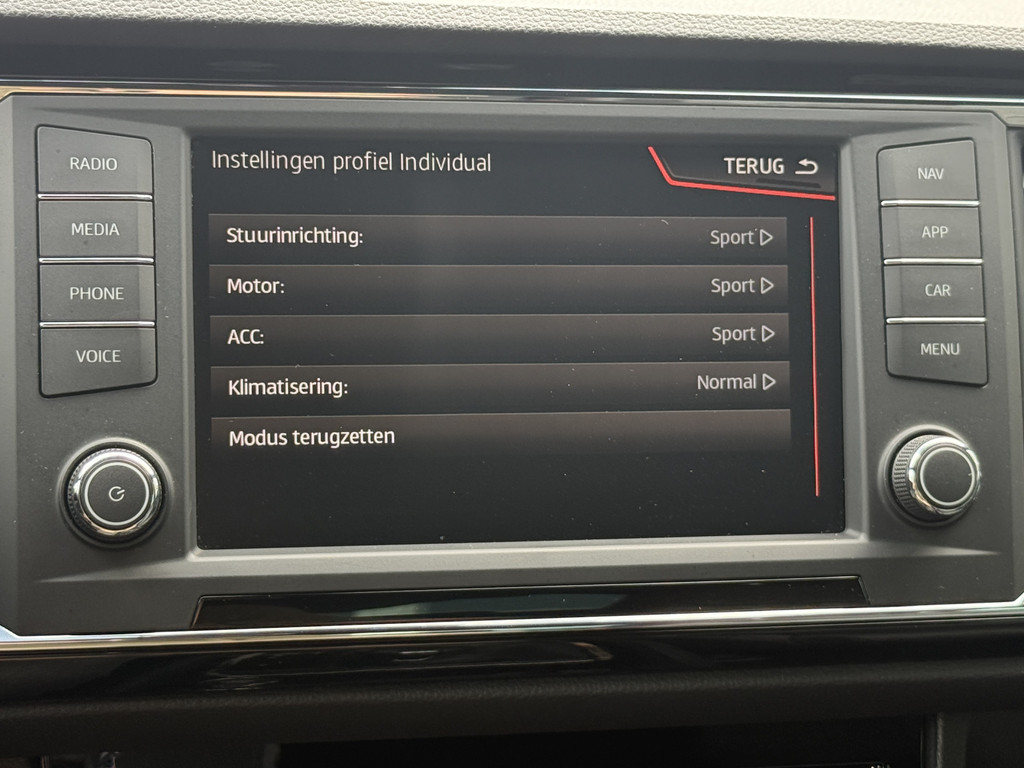 Instellingen profiel Individual
TERUG
Stuurinrichting: Sport
Motor: Sport
ACC: Sport
Klimatisering: Normal
Modus terugzetten
RADIO
MEDIA
PHONE
VOICE
NAV
APP
CAR
MENU